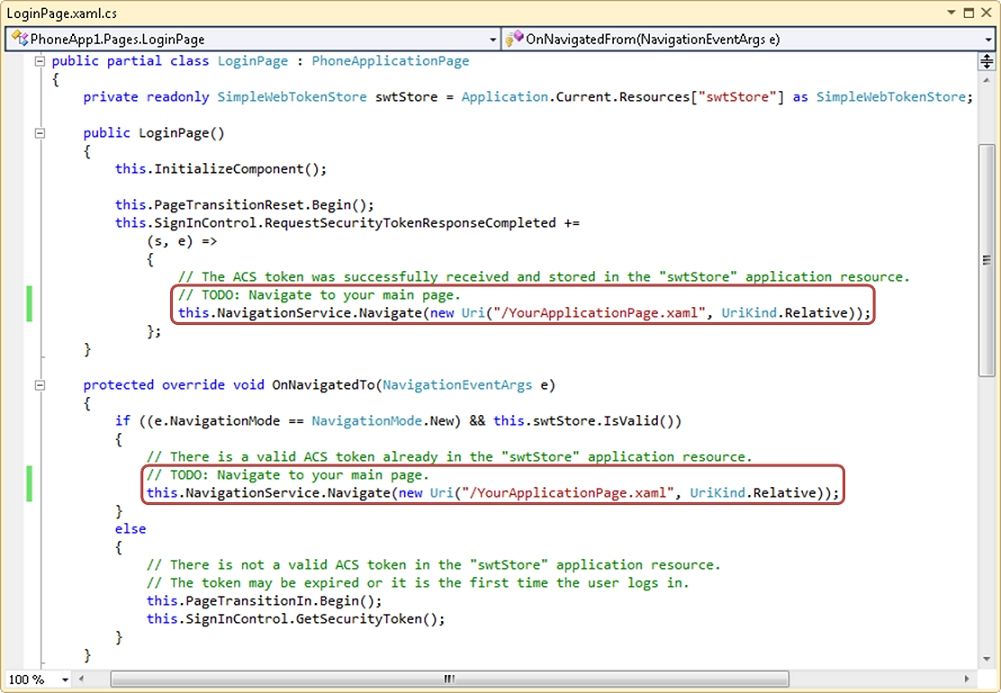 LoginPage.xaml.cs
PhoneApp1.Pages.LoginPage
OnNavigatedFrom(NavigationEventArgs e)
public partial class LoginPage : PhoneApplicationPage
{
private readonly SimpleWebTokenStore swtStore = Application.Current.Resources["swtStore"] as SimpleWebTokenStore;
public LoginPage()
{
this.InitializeComponent();
this.PageTransitionReset.Begin();
this.SignInControl.RequestSecurityTokenResponseCompleted +=
(s, e) =>
{
// The ACS token was successfully received and stored in the "swtStore" application resource.
// TODO: Navigate to your main page.
this.NavigationService.Navigate(new Uri("/YourApplicationPage.xaml", UriKind.Relative));
};
}
protected override void OnNavigatedTo(NavigationEventArgs e)
{
if ((e.NavigationMode == NavigationMode.New) && this.swtStore.IsValid())
{
// There is a valid ACS token already in the "swtStore" application resource.
// TODO: Navigate to your main page.
this.NavigationService.Navigate(new Uri("/YourApplicationPage.xaml", UriKind.Relative));
}
else
{
// There is not a valid ACS token in the "swtStore" application resource.
// The token may be expired or it is the first time the user logs in.
this.PageTransitionIn.Begin();
this.SignInControl.GetSecurityToken();
}
}
100 %